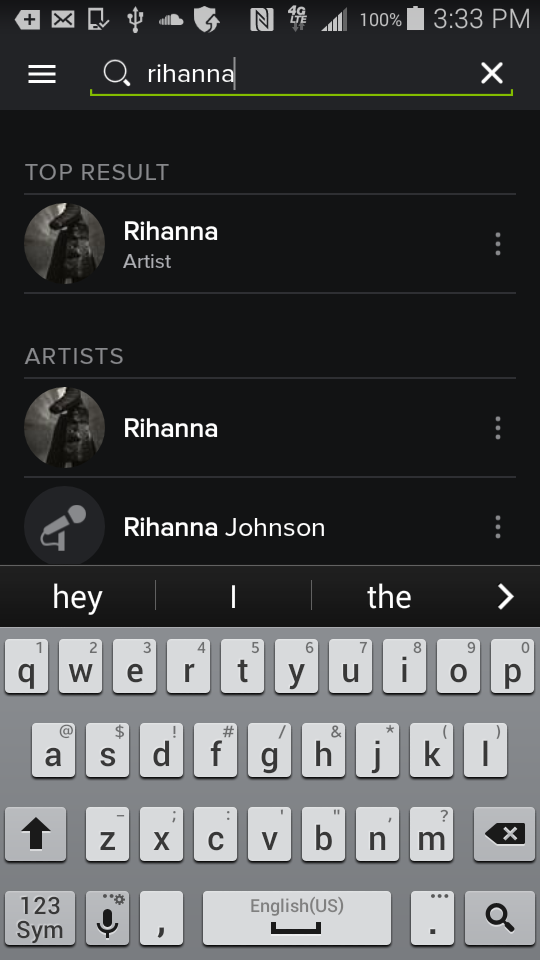 4G LTE 100% 3:33 PM
rihanna
TOP RESULT
Rihanna
Artist
ARTISTS
Rihanna
Rihanna Johnson
hey I the
1 2 3 4 5 6 7 8 9 0
q w e r t y u i o p
@ $ ! # / & * ( )
a s d f g h j k l
- ; : ' " , ?
z x c v b n m
123 Sym , English(US) .